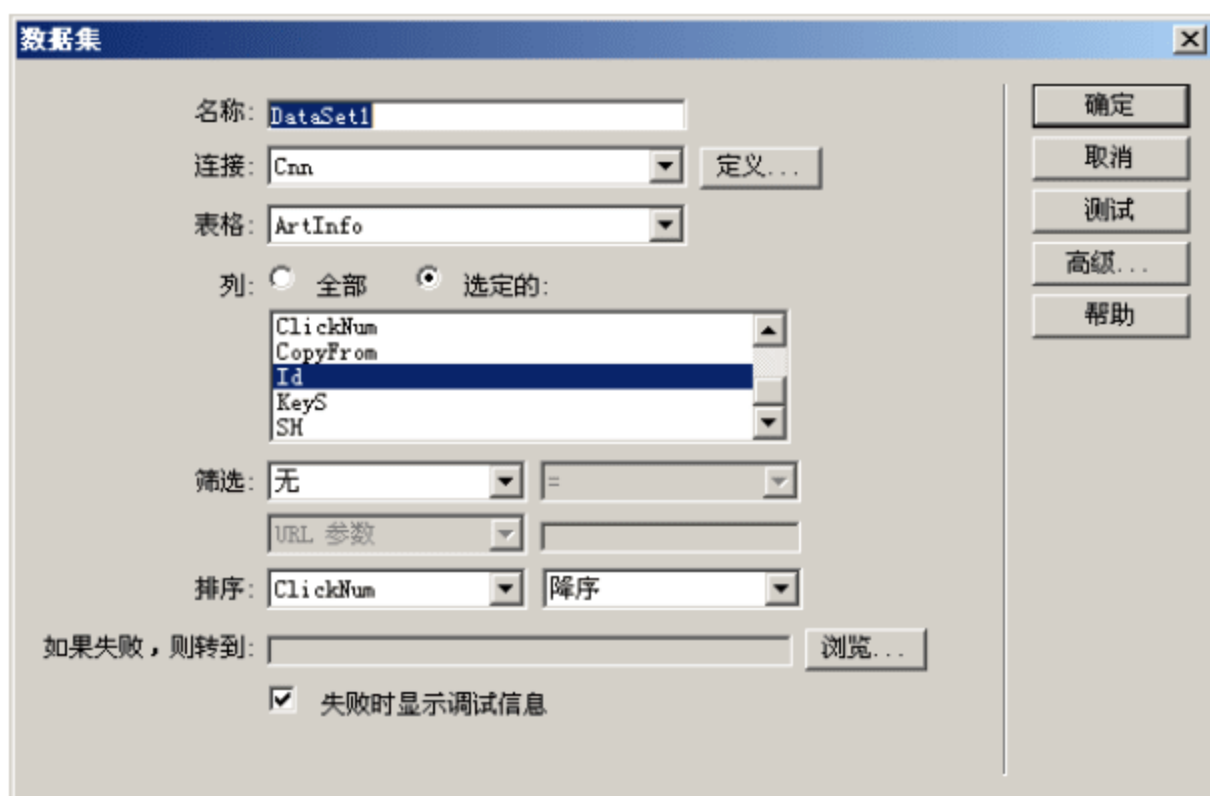 数据集
名称: DataSet1
连接: Cnn 定义...
表格: ArtInfo
列: 全部 选定的:
ClickNum
CopyFrom
Id
KeyS
SH
筛选: 无 =
URL 参数
排序: ClickNum 降序
如果失败，则转到: 浏览...
失败时显示调试信息
确定
取消
测试
高级...
帮助